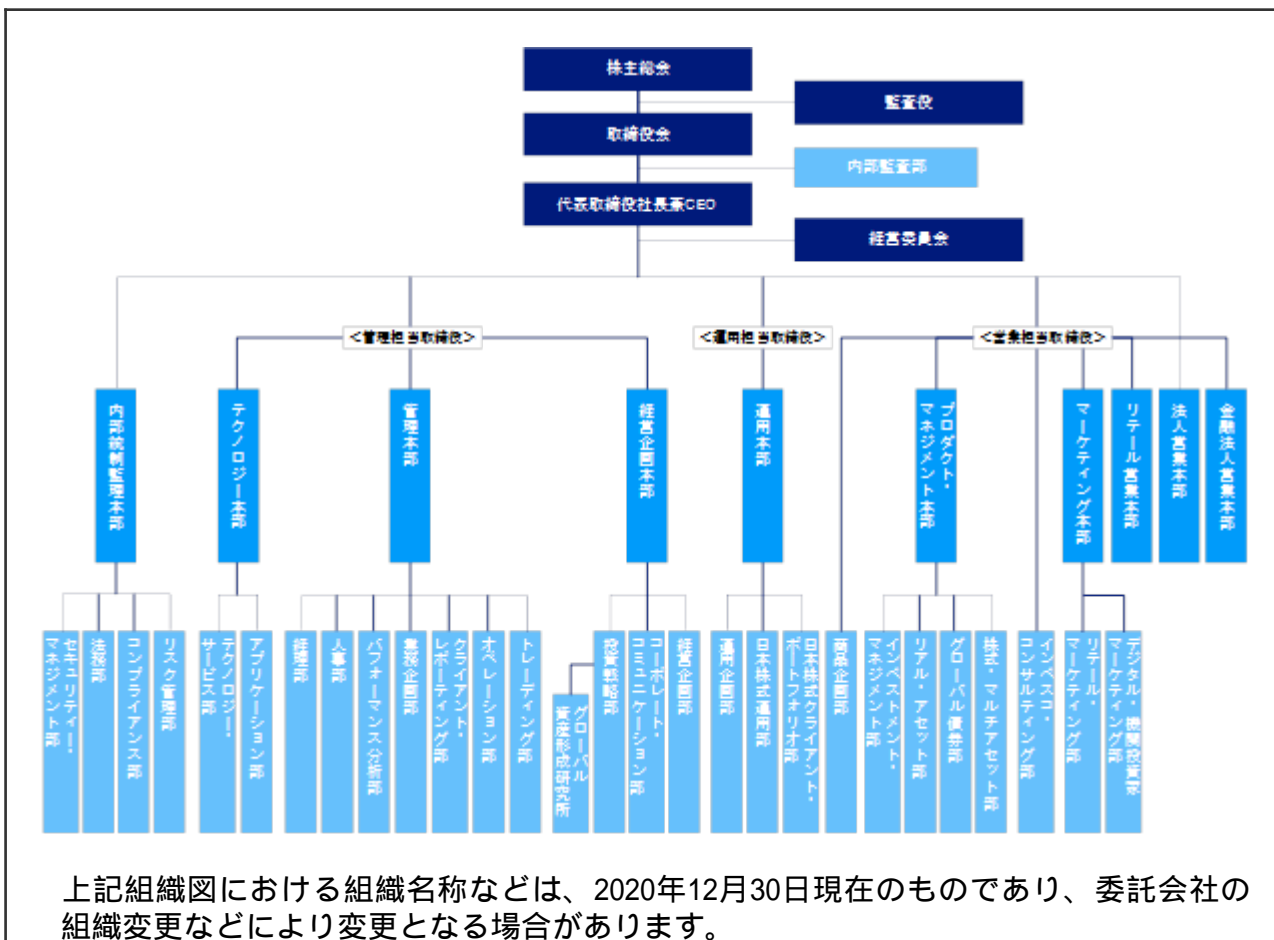 株主総会
監査役
取締役会
内部監査部
代表取締役社長兼CEO
経営委員会
＜管理担当取締役＞
＜運用担当取締役＞
＜営業担当取締役＞
内部統制監理本部
テクノロジー本部
管理本部
経営企画本部
運用本部
プロダクト・
マネジメント本部
マーケティング本部
リテール営業本部
法人営業本部
金融法人営業本部
セキュリティー・
マネジメント部
法務部
コンプライアンス部
リスク管理部
テクノロジー・
サービス部
アプリケーション部
経理部
人事部
パフォーマンス分析部
業務企画部
クライアント・
レポーティング部
オペレーション部
トレーディング部
グローバル
資産形成研究所
投資戦略部
コーポレート・
コミュニケーション部
経営企画部
運用企画部
日本株式運用部
日本株式クライアント・
ポートフォリオ部
商品企画部
インベストメント・
マネジメント部
リアル・アセット部
グローバル債券部
株式・マルチアセット部
インベスコ・
コンサルティング部
リテール・
マーケティング部
デジタル・機関投資家
マーケティング部
上記組織図における組織名称などは、2020年12月30日現在のものであり、委託会社の
組織変更などにより変更となる場合があります。